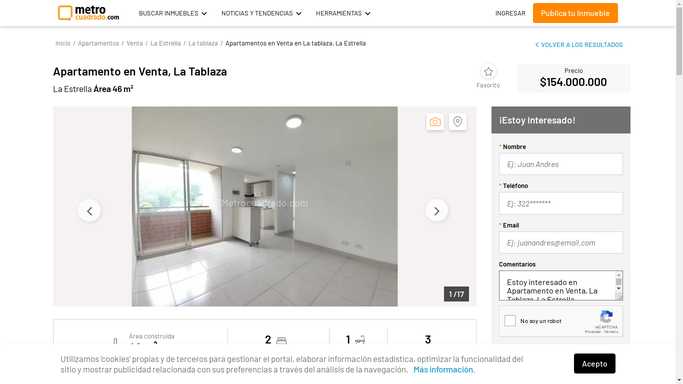 metro
cuadrado.com
BUSCAR INMUEBLES
NOTICIAS Y TENDENCIAS
HERRAMIENTAS
INGRESAR
Publica tu Inmueble
Inicio / Apartamentos / Venta / La Estrella / La tablaza / Apartamentos en Venta en La tablaza, La Estrella
VOLVER A LOS RESULTADOS
Apartamento en Venta, La Tablaza
La Estrella Área 46 m²
Favorito
Precio
$154.000.000
Metrocuadrado.com
1 / 17
¡Estoy Interesado!
* Nombre
Ej: Juan Andres
* Teléfono
Ej: 322*******
* Email
Ej: juanandres@email.com
Comentarios
Estoy interesado en
Apartamento en Venta, La
Tablaza, La Estrella
No soy un robot
reCAPTCHA
Privacidad - Términos
Área construida
2
1
3
Utilizamos 'cookies' propias y de terceros para gestionar el portal, elaborar información estadística, optimizar la funcionalidad del
sitio y mostrar publicidad relacionada con sus preferencias a través del análisis de la navegación. Más información.
Acepto